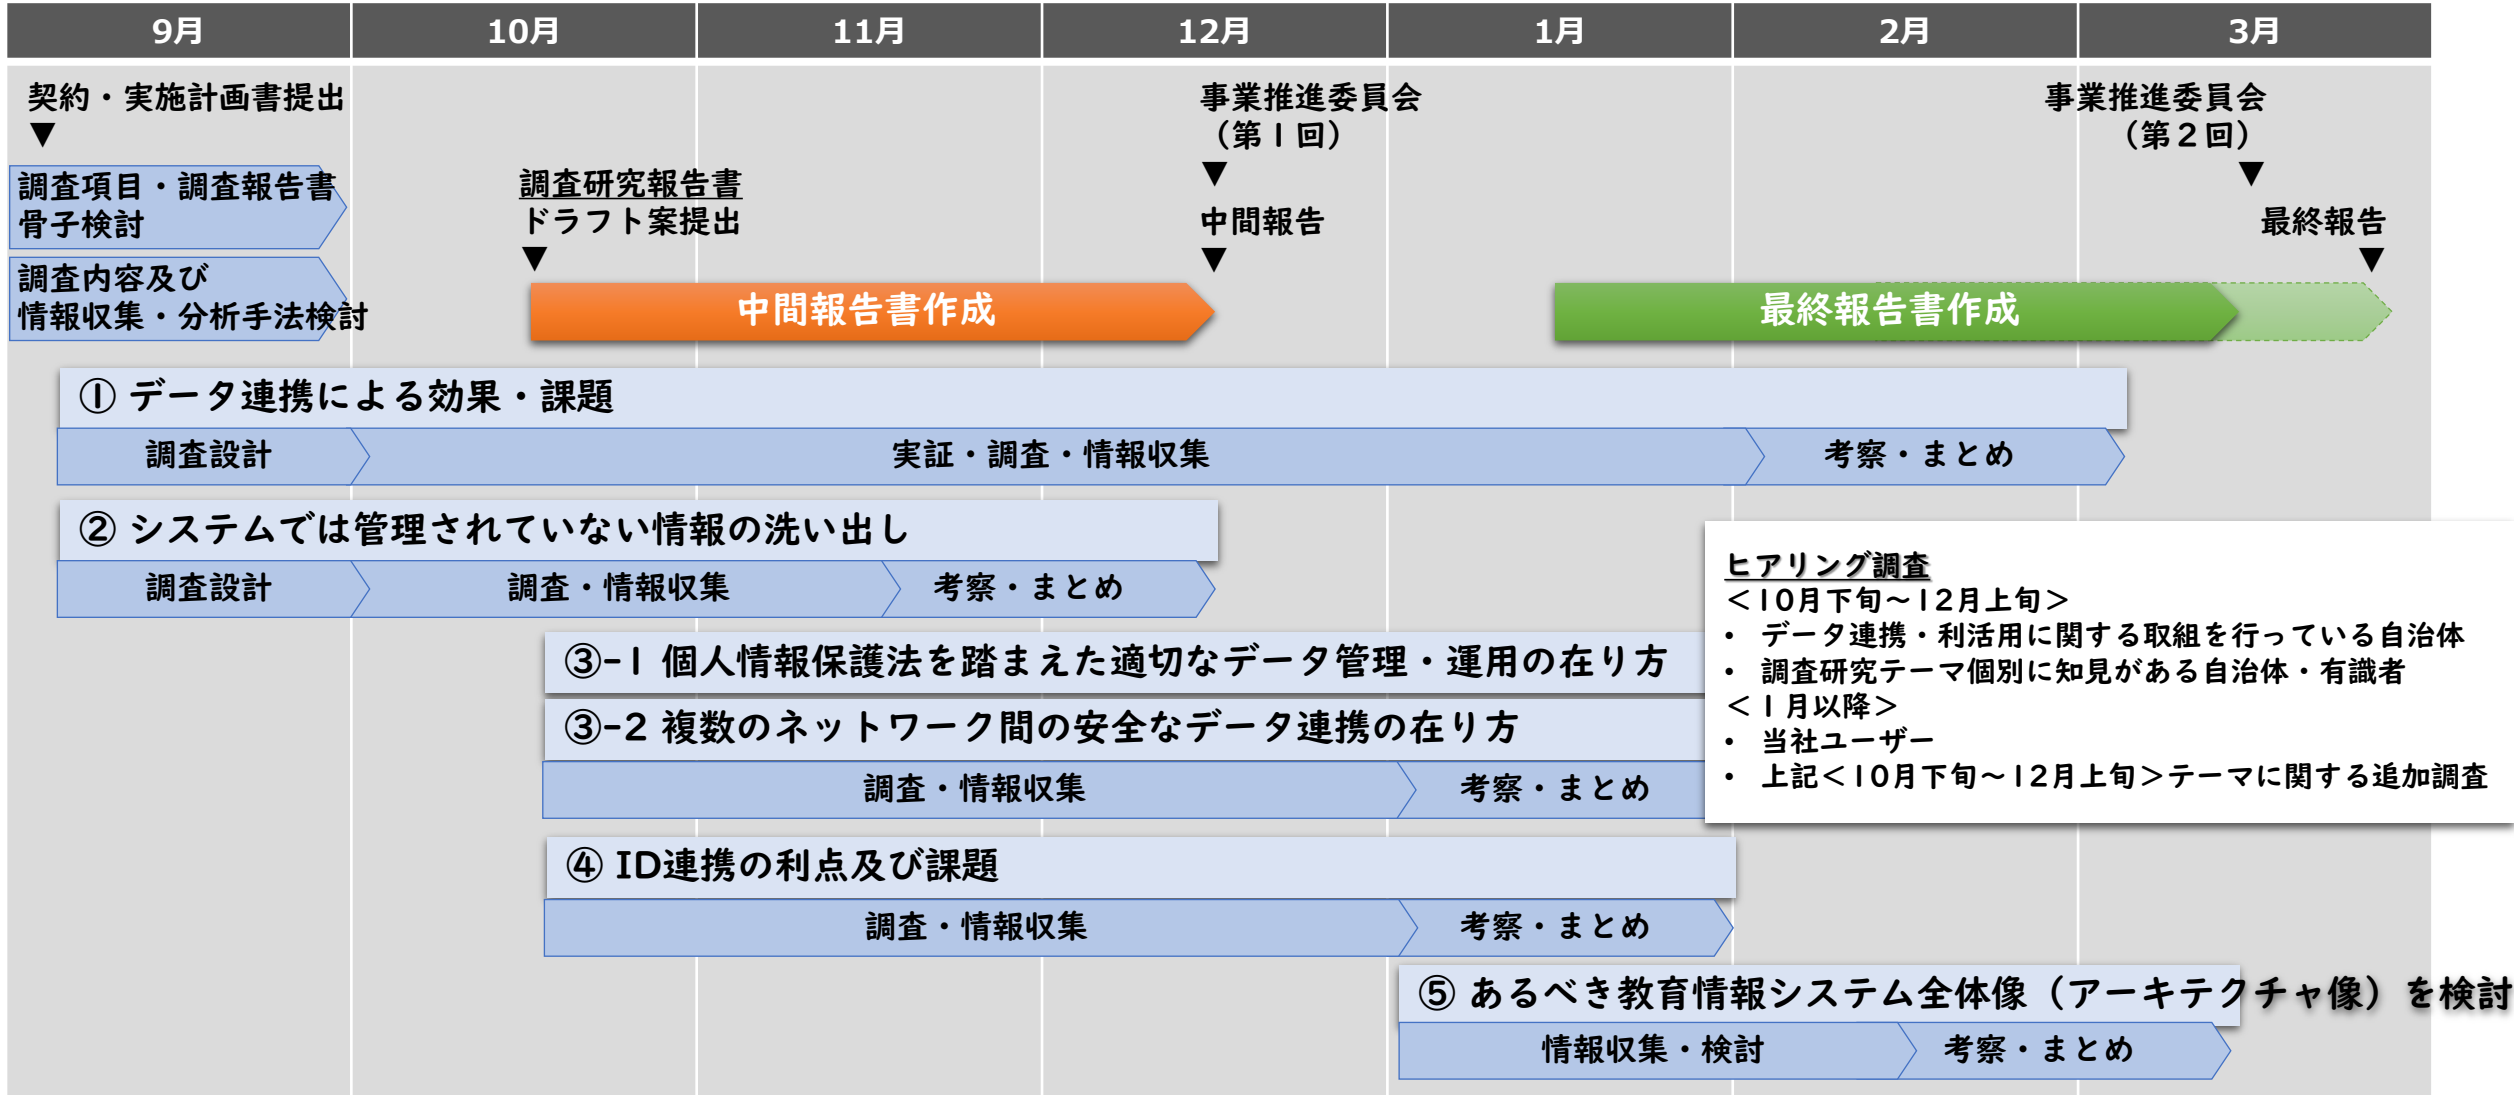 9月
10月
11月
12月
1月
2月
3月
契約・実施計画書提出
▼
事業推進委員会
（第1回）
▼
事業推進委員会
（第2回）
▼
調査項目・調査報告書
骨子検討
調査研究報告書
ドラフト案提出
▼
中間報告
▼
最終報告
▼
調査内容及び
情報収集・分析手法検討
中間報告書作成
最終報告書作成
① データ連携による効果・課題
調査設計
実証・調査・情報収集
考察・まとめ
② システムでは管理されていない情報の洗い出し
調査設計
調査・情報収集
考察・まとめ
③-1 個人情報保護法を踏まえた適切なデータ管理・運用の在り方
③-2 複数のネットワーク間の安全なデータ連携の在り方
調査・情報収集
考察・まとめ
ヒアリング調査
＜10月下旬～12月上旬＞
• データ連携・利活用に関する取組を行っている自治体
• 調査研究テーマ個別に知見がある自治体・有識者
＜1月以降＞
• 当社ユーザー
• 上記＜10月下旬～12月上旬＞テーマに関する追加調査
④ ID連携の利点及び課題
調査・情報収集
考察・まとめ
⑤ あるべき教育情報システム全体像（アーキテクチャ像）を検討
情報収集・検討
考察・まとめ